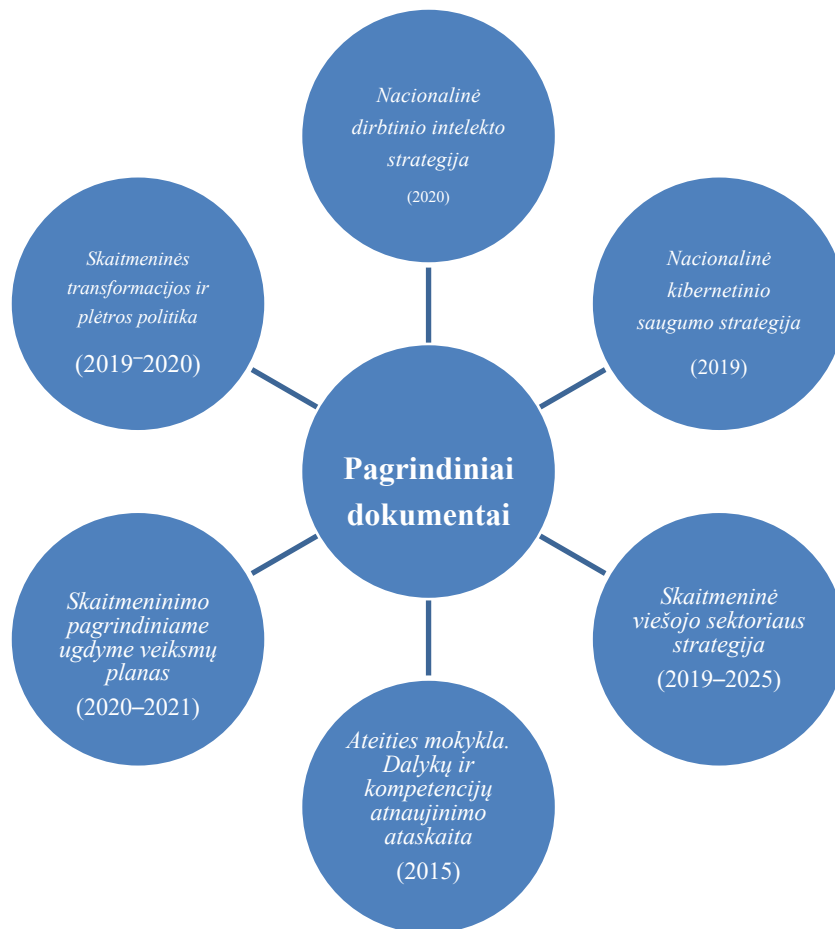 Nacionalinė
dirbtinio intelekto
strategija
(2020)
Skaitmeninės
transformacijos ir
plėtros politika
(2019–2020)
Nacionalinė
kibernetinio
saugumo strategija
(2019)
Pagrindiniai
dokumentai
Skaitmeninimo
pagrindiniame
ugdyme veiksmų
planas
(2020–2021)
Skaitmeninė
viešojo sektoriaus
strategija
(2019–2025)
Ateities mokykla.
Dalykų ir
kompetencijų
atnaujinimo
ataskaita
(2015)